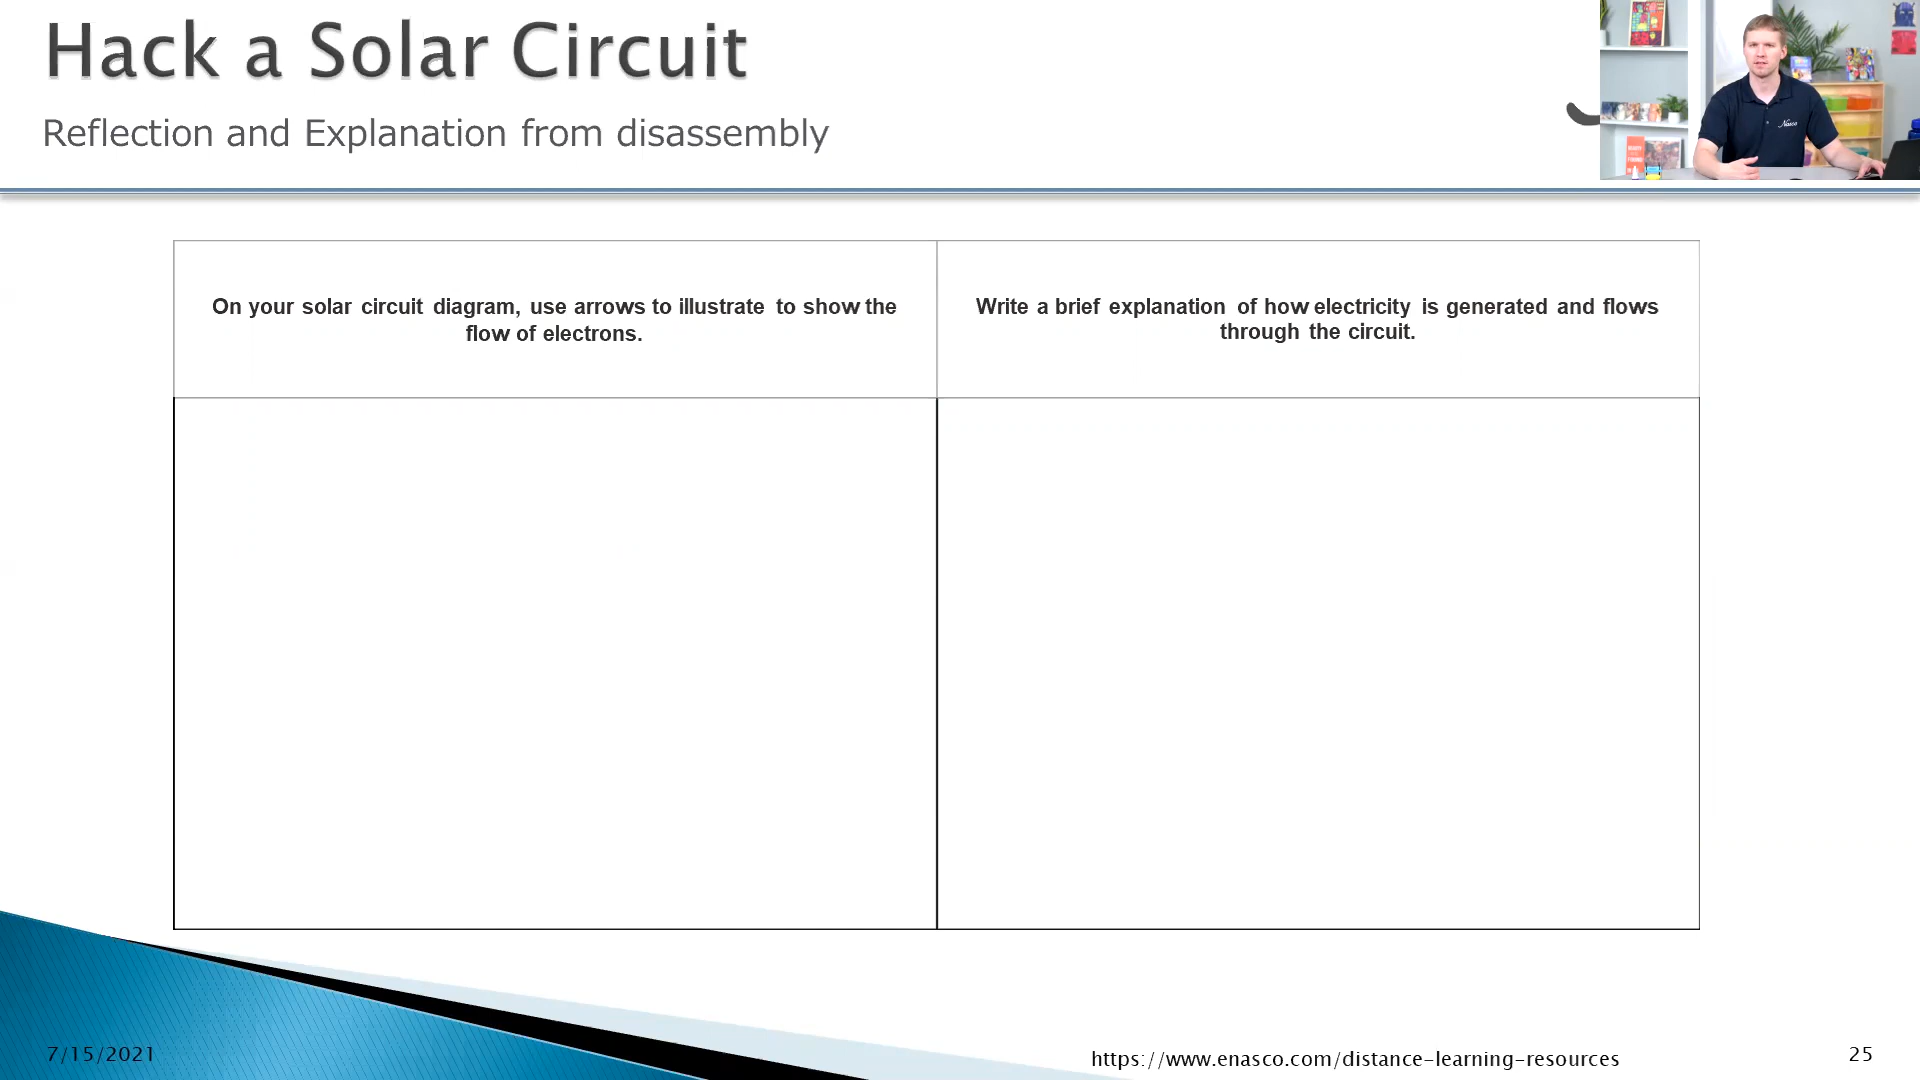 Hack a Solar Circuit
Reflection and Explanation from disassembly
Nasco
On your solar circuit diagram, use arrows to illustrate to show the
flow of electrons.
Write a brief explanation of how electricity is generated and flows
through the circuit.
7/15/2021
https://www.enasco.com/distance-learning-resources
25